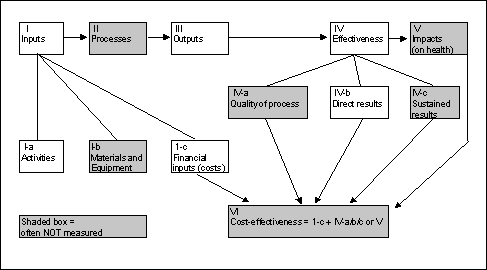 I
Inputs
II
Processes
III
Outputs
IV
Effectiveness
V
Impacts
(on health)
IV-a
Quality of process
IV-b
Direct results
IV-c
Sustained
results
I-a
Activities
I-b
Materials and
Equipment
1-c
Financial
inputs (costs)
VI
Cost-effectiveness = 1-c + IV-a/b/c or V
Shaded box =
often NOT measured